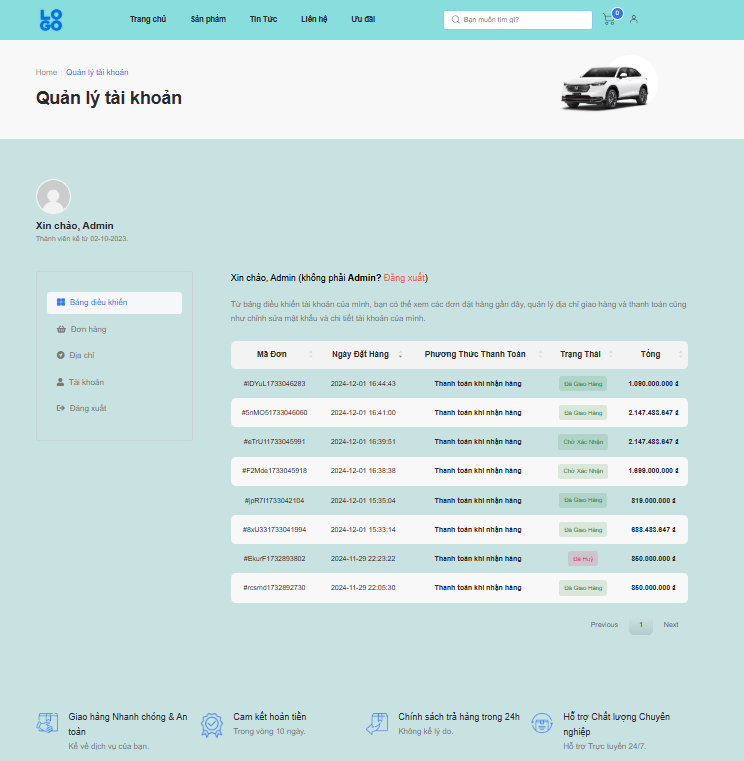 LOGO
Trang chủ Sản phẩm Tin Tức Liên hệ Ưu đãi Bạn muốn tìm gì? 0
Home Quản lý tài khoản
Quản lý tài khoản
Xin chào, Admin
Thành viên kể từ 02-10-2023.
Bảng điều khiển
Đơn hàng
Địa chỉ
Tài khoản
Đăng xuất
Xin chào, Admin (không phải Admin? Đăng xuất)
Từ bảng điều khiển tài khoản của mình, bạn có thể xem các đơn đặt hàng gần đây, quản lý địa chỉ giao hàng và thanh toán cũng
như chỉnh sửa mật khẩu và chi tiết tài khoản của mình.
Mã Đơn Ngày Đặt Hàng Phương Thức Thanh Toán Trạng Thái Tổng
#IDYuL1733046283 2024-12-01 16:44:43 Thanh toán khi nhận hàng Đã Giao Hàng 1.090.000.000 ₫
#5nMO51733046060 2024-12-01 16:41:00 Thanh toán khi nhận hàng Đã Giao Hàng 2.147.483.647 ₫
#eTrU11733045991 2024-12-01 16:39:51 Thanh toán khi nhận hàng Chờ Xác Nhận 2.147.483.647 ₫
#F2Mde1733045918 2024-12-01 16:38:38 Thanh toán khi nhận hàng Chờ Xác Nhận 1.699.000.000 ₫
#jpR7I1733042104 2024-12-01 15:35:04 Thanh toán khi nhận hàng Đã Giao Hàng 819.000.000 ₫
#8xU331733041994 2024-12-01 15:33:14 Thanh toán khi nhận hàng Đã Giao Hàng 688.483.647 ₫
#EkurF1732893802 2024-11-29 22:23:22 Thanh toán khi nhận hàng Đã Huỷ 850.000.000 ₫
#rcsmd1732892730 2024-11-29 22:05:30 Thanh toán khi nhận hàng Đã Giao Hàng 850.000.000 ₫
Previous 1 Next
Giao hàng Nhanh chóng & An
toàn
Kể về dịch vụ của bạn.
Cam kết hoàn tiền
Trong vòng 10 ngày.
Chính sách trả hàng trong 24h
Không kể lý do.
Hỗ trợ Chất lượng Chuyên
nghiệp
Hỗ trợ Trực tuyến 24/7.